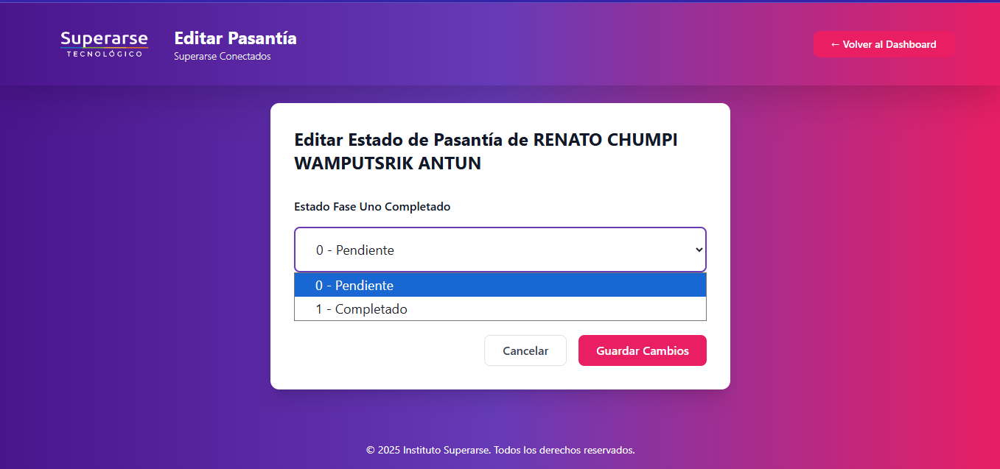 Superarse
TECNOLÓGICO
Editar Pasantía
Superarse Conectados
← Volver al Dashboard
Editar Estado de Pasantía de RENATO CHUMPI
WAMPUTSRIK ANTUN
Estado Fase Uno Completado
0 - Pendiente
0 - Pendiente
1 - Completado
Cancelar
Guardar Cambios
© 2025 Instituto Superarse. Todos los derechos reservados.